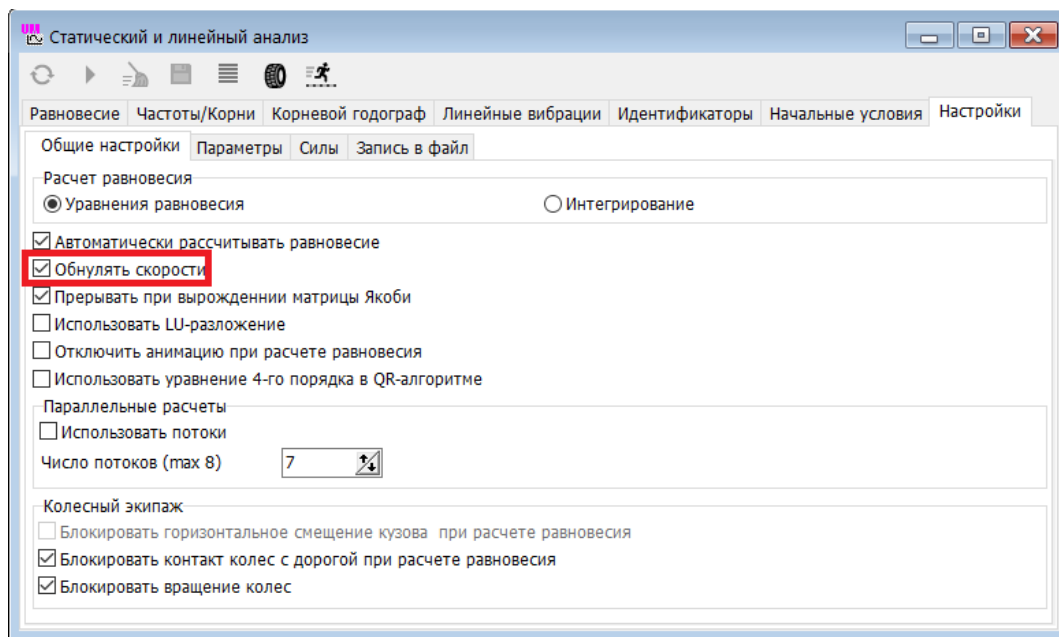 UM Статический и линейный анализ
Равновесие Частоты/Корни Корневой годограф Линейные вибрации Идентификаторы Начальные условия Настройки
Общие настройки Параметры Силы Запись в файл
Расчет равновесия
Уравнения равновесия Интегрирование
Автоматически рассчитывать равновесие
Обнулять скорости
Прерывать при вырожденнии матрицы Якоби
Использовать LU-разложение
Отключить анимацию при расчете равновесия
Использовать уравнение 4-го порядка в QR-алгоритме
Параллельные расчеты
Использовать потоки
Число потоков (max 8) 7
Колесный экипаж
Блокировать горизонтальное смещение кузова при расчете равновесия
Блокировать контакт колес с дорогой при расчете равновесия
Блокировать вращение колес